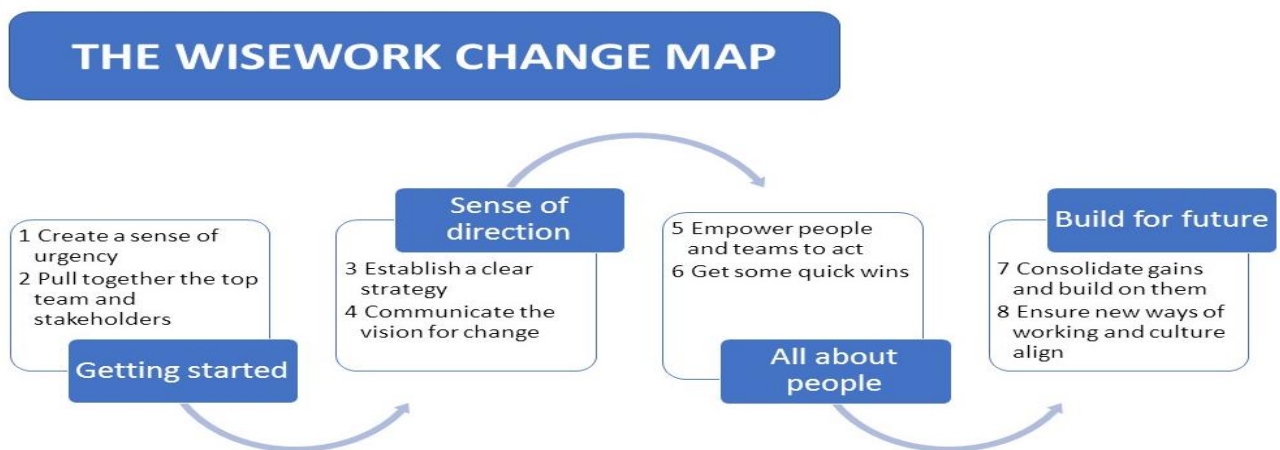 THE WISEWORK CHANGE MAP
1 Create a sense of
urgency
2 Pull together the top
team and
stakeholders
Getting started
Sense of
direction
3 Establish a clear
strategy
4 Communicate the
vision for change
5 Empower people
and teams to act
6 Get some quick wins
All about
people
Build for future
7 Consolidate gains
and build on them
8 Ensure new ways of
working and culture
align